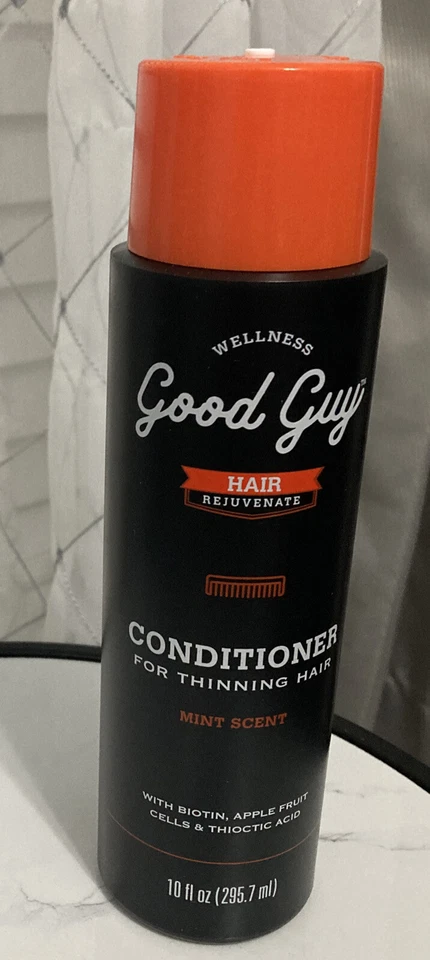 WELLNESS
Good Guy™
HAIR
REJUVENATE
CONDITIONER
FOR THINNING HAIR
MINT SCENT
WITH BIOTIN, APPLE FRUIT
CELLS & THIOCTIC ACID
10 fl oz (295.7 ml)